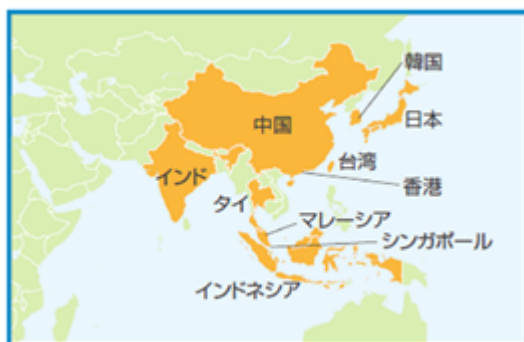 韓国
中国
日本
台湾
インド
香港
タイ
マレーシア
シンガポール
インドネシア